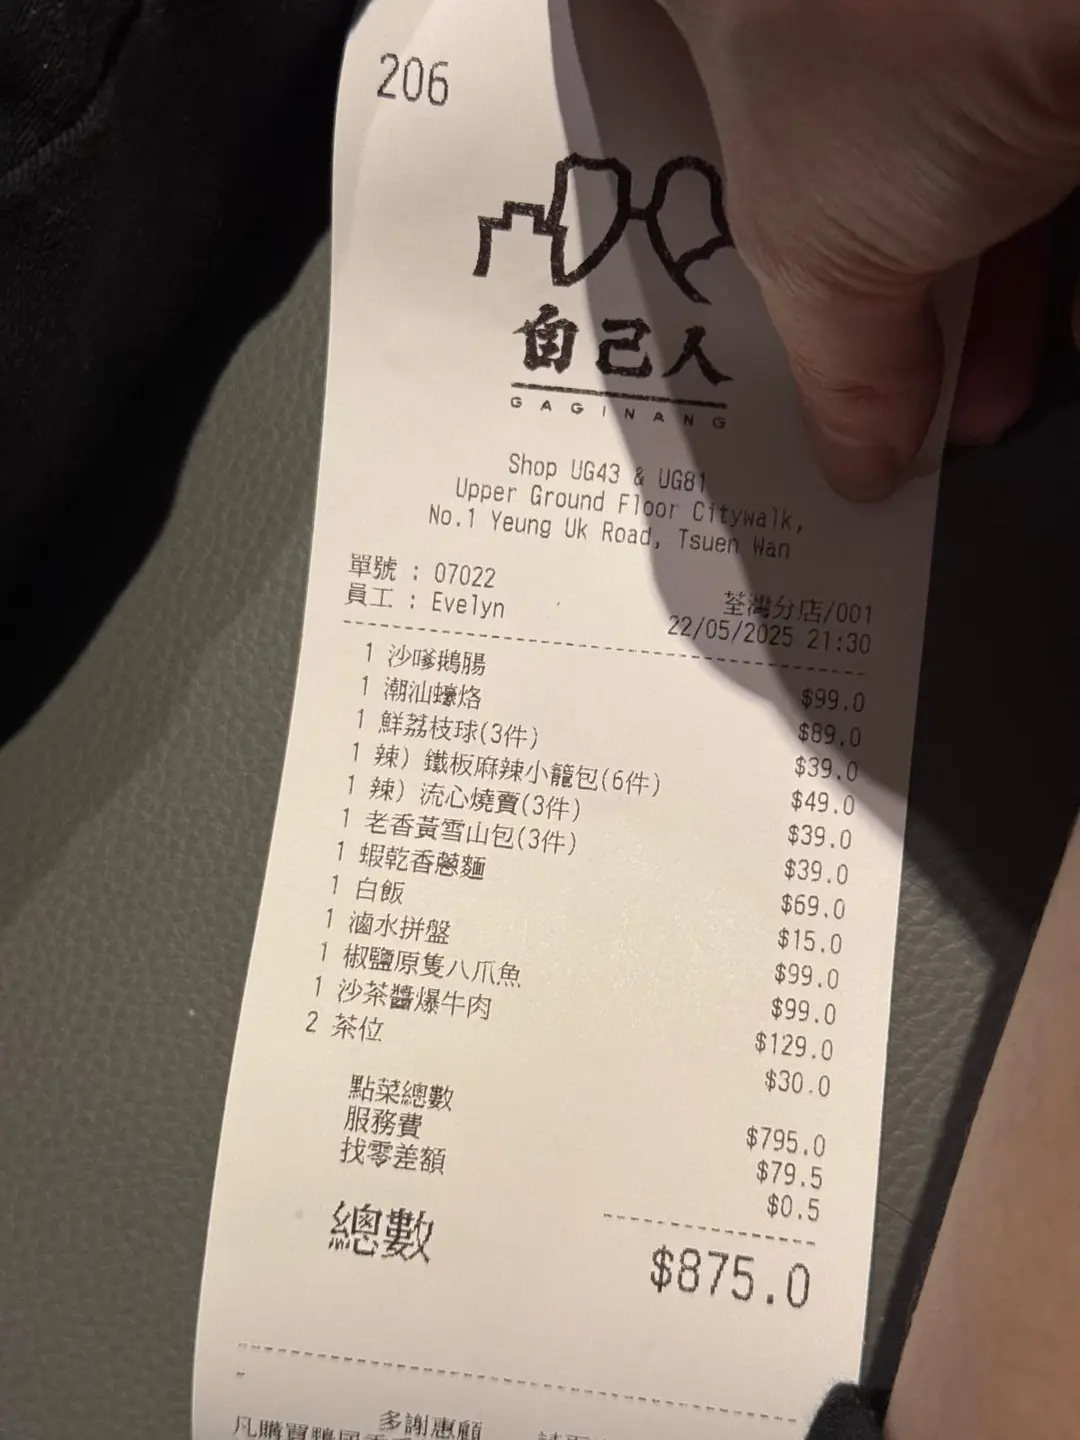 206
自己人
GAGINANG
Shop UG43 & UG81
Upper Ground Floor Citywalk,
No.1 Yeung Uk Road, Tsuen Wan
單號 : 07022
荃灣分店/001
員工 : Evelyn
22/05/2025 21:30
1 沙嗲鵝腸 $99.0
1 潮汕蠔烙 $89.0
1 鮮荔枝球(3件) $39.0
1 辣) 鐵板麻辣小籠包(6件) $49.0
1 辣) 流心燒賣(3件) $39.0
1 老香黃雪山包(3件) $39.0
1 蝦乾香蔥麵 $69.0
1 白飯 $15.0
1 滷水拼盤 $99.0
1 椒鹽原隻八爪魚 $99.0
1 沙茶醬爆牛肉 $129.0
2 茶位 $30.0
點菜總數 $795.0
服務費 $79.5
找零差額 $0.5
總數 $875.0
多謝惠顧
凡購買